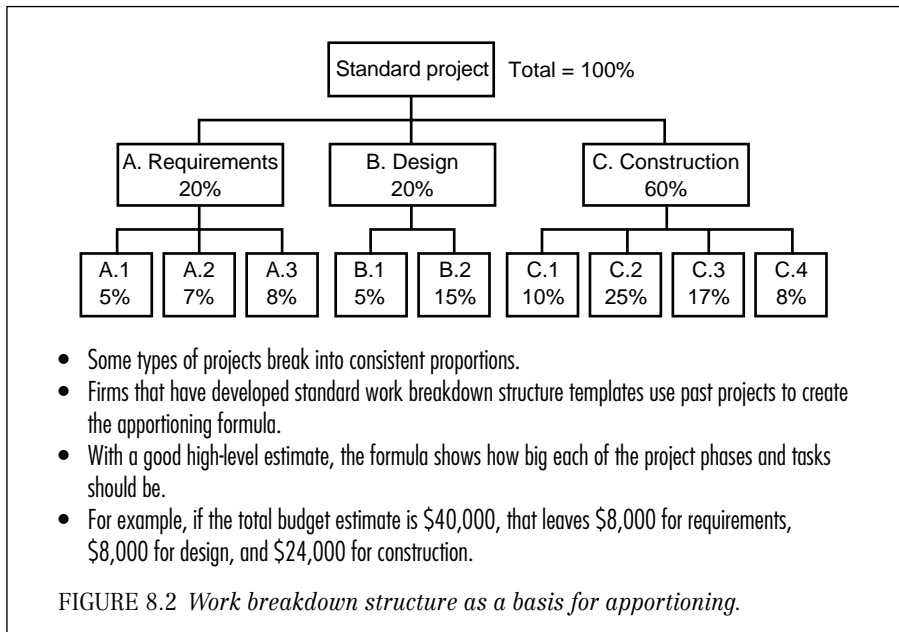 Standard project Total = 100%
A. Requirements
20%
B. Design
20%
C. Construction
60%
A.1
5%
A.2
7%
A.3
8%
B.1
5%
B.2
15%
C.1
10%
C.2
25%
C.3
17%
C.4
8%
• Some types of projects break into consistent proportions.
• Firms that have developed standard work breakdown structure templates use past projects to create
the apportioning formula.
• With a good high-level estimate, the formula shows how big each of the project phases and tasks
should be.
• For example, if the total budget estimate is $40,000, that leaves $8,000 for requirements,
$8,000 for design, and $24,000 for construction.
FIGURE 8.2 Work breakdown structure as a basis for apportioning.